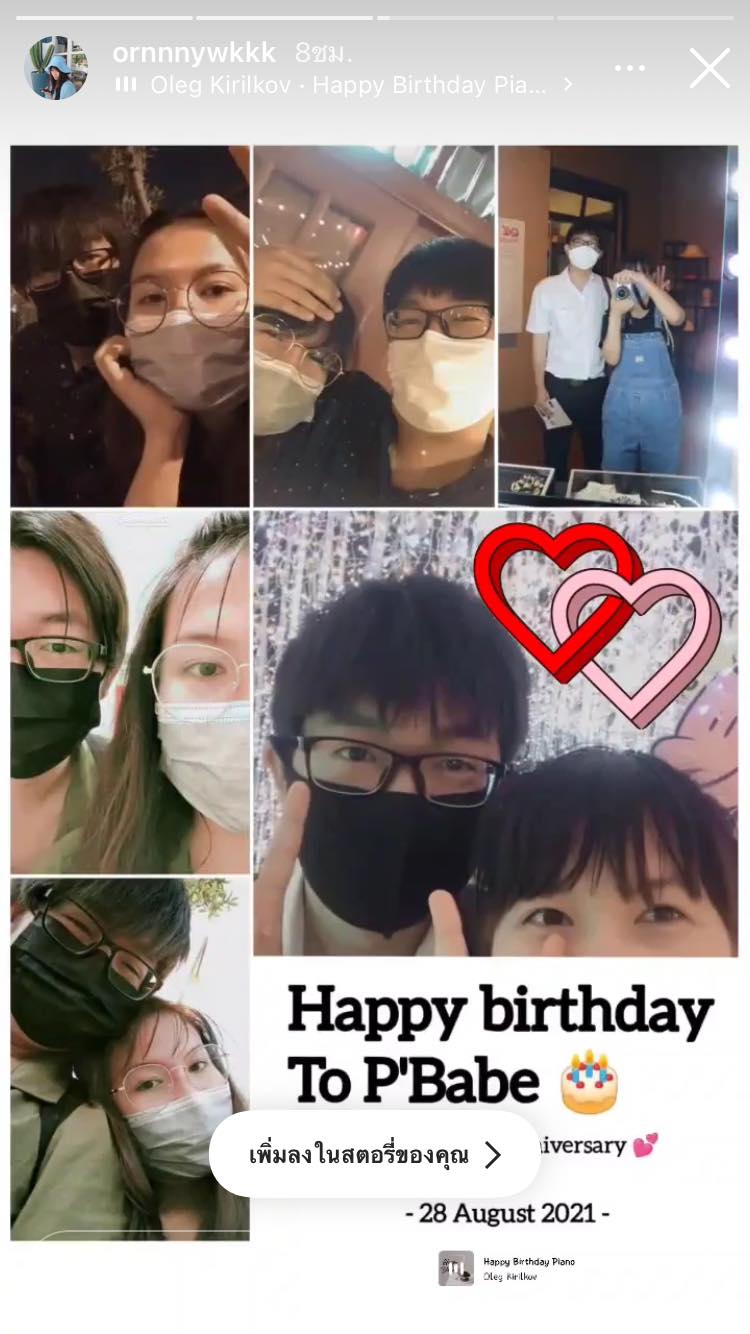 ornnnywkkk 8ชม.
Oleg Kirilkov · Happy Birthday Pia...
Happy birthday
To P'Babe 🎂
iversary 💕
เพิ่มลงในสตอรี่ของคุณ
- 28 August 2021 -
Happy Birthday Piano
Oleg Kirilkov